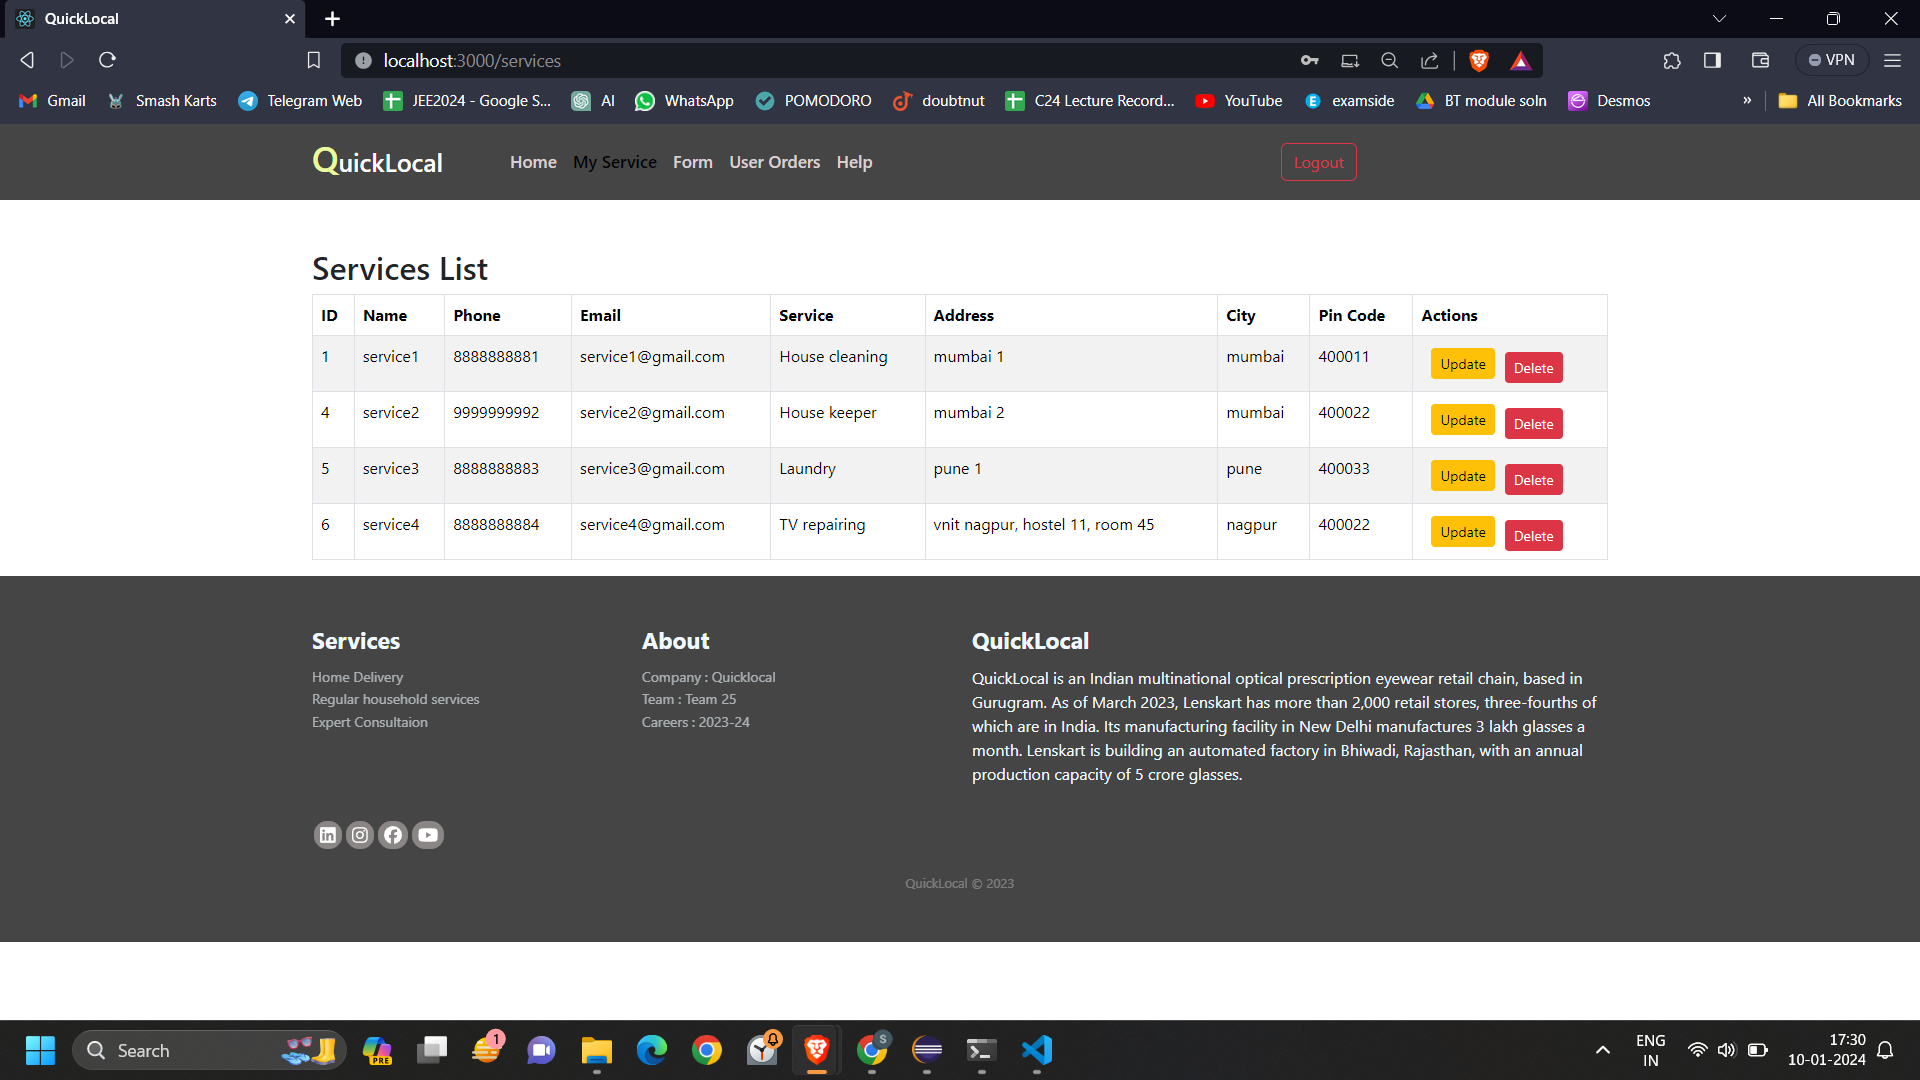 QuickLocal
localhost:3000/services
VPN
Gmail
Smash Karts
Telegram Web
JEE2024 - Google S...
AI
WhatsApp
POMODORO
doubtnut
C24 Lecture Record...
YouTube
examside
BT module soln
Desmos
»
All Bookmarks
QuickLocal
Home
My Service
Form
User Orders
Help
Logout
Services List
ID Name Phone Email Service Address City Pin Code Actions
1 service1 8888888881 service1@gmail.com House cleaning mumbai 1 mumbai 400011 Update Delete
4 service2 9999999992 service2@gmail.com House keeper mumbai 2 mumbai 400022 Update Delete
5 service3 8888888883 service3@gmail.com Laundry pune 1 pune 400033 Update Delete
6 service4 8888888884 service4@gmail.com TV repairing vnit nagpur, hostel 11, room 45 nagpur 400022 Update Delete
Services
Home Delivery
Regular household services
Expert Consultaion
About
Company : Quicklocal
Team : Team 25
Careers : 2023-24
QuickLocal
QuickLocal is an Indian multinational optical prescription eyewear retail chain, based in
Gurugram. As of March 2023, Lenskart has more than 2,000 retail stores, three-fourths of
which are in India. Its manufacturing facility in New Delhi manufactures 3 lakh glasses a
month. Lenskart is building an automated factory in Bhiwadi, Rajasthan, with an annual
production capacity of 5 crore glasses.
QuickLocal © 2023
Search
PRE
1
S
ENG
IN
17:30
10-01-2024